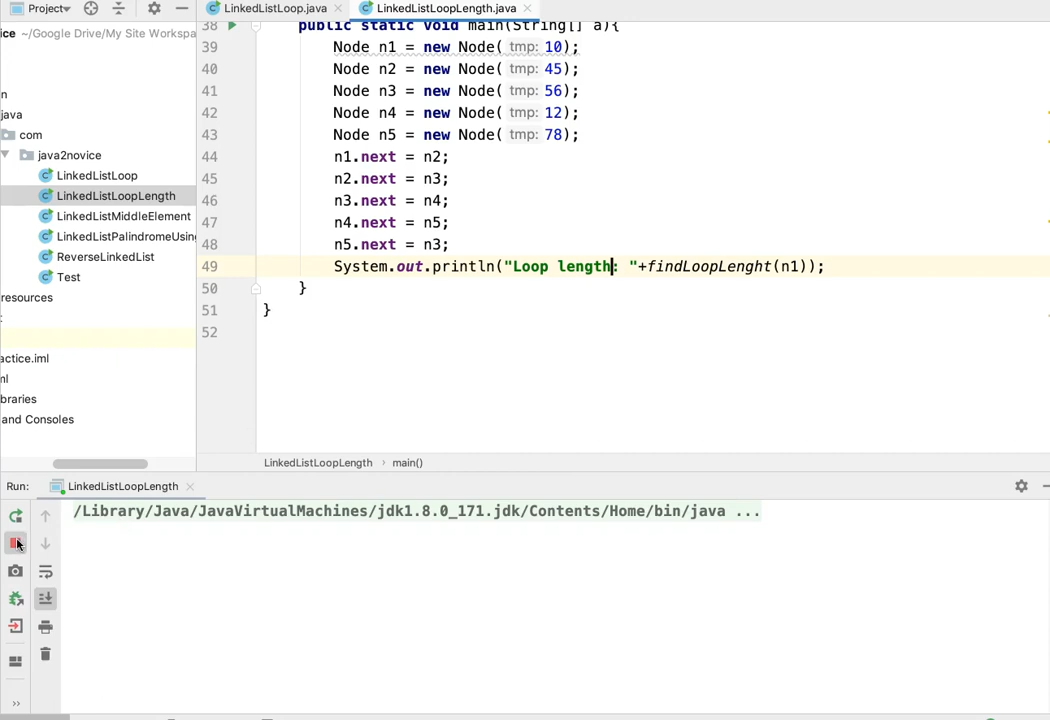 Project
LinkedListLoop.java
LinkedListLoopLength.java
ice ~/Google Drive/My Site Workspa
n
java
com
java2novice
LinkedListLoop
LinkedListLoopLength
LinkedListMiddleElement
LinkedListPalindromeUsing
ReverseLinkedList
Test
resources
actice.iml
ml
braries
and Consoles
38 public static void main(String[] a){
39 Node n1 = new Node( tmp: 10);
40 Node n2 = new Node( tmp: 45);
41 Node n3 = new Node( tmp: 56);
42 Node n4 = new Node( tmp: 12);
43 Node n5 = new Node( tmp: 78);
44 n1.next = n2;
45 n2.next = n3;
46 n3.next = n4;
47 n4.next = n5;
48 n5.next = n3;
49 System.out.println("Loop length: "+findLoopLenght(n1));
50 }
51 }
52
LinkedListLoopLength › main()
Run: LinkedListLoopLength
/Library/Java/JavaVirtualMachines/jdk1.8.0_171.jdk/Contents/Home/bin/java ...